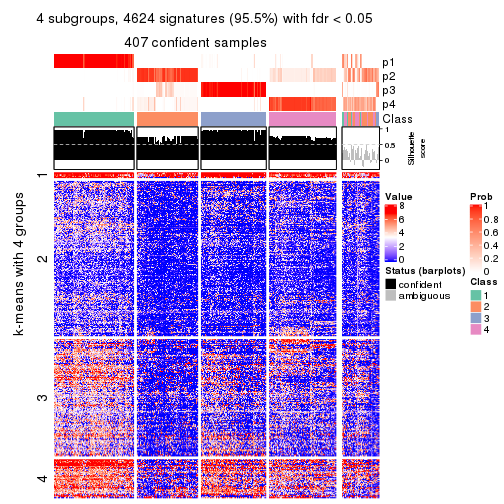 4 subgroups, 4624 signatures (95.5%) with fdr < 0.05
407 confident samples
p1
p2
p3
p4
Class
1
0.5
0
Silhouette
score
k-means with 4 groups
1
2
3
4
Value
8
6
4
2
0
Status (barplots)
confident
ambiguous
Prob
1
0.8
0.6
0.4
0.2
0
Class
1
2
3
4